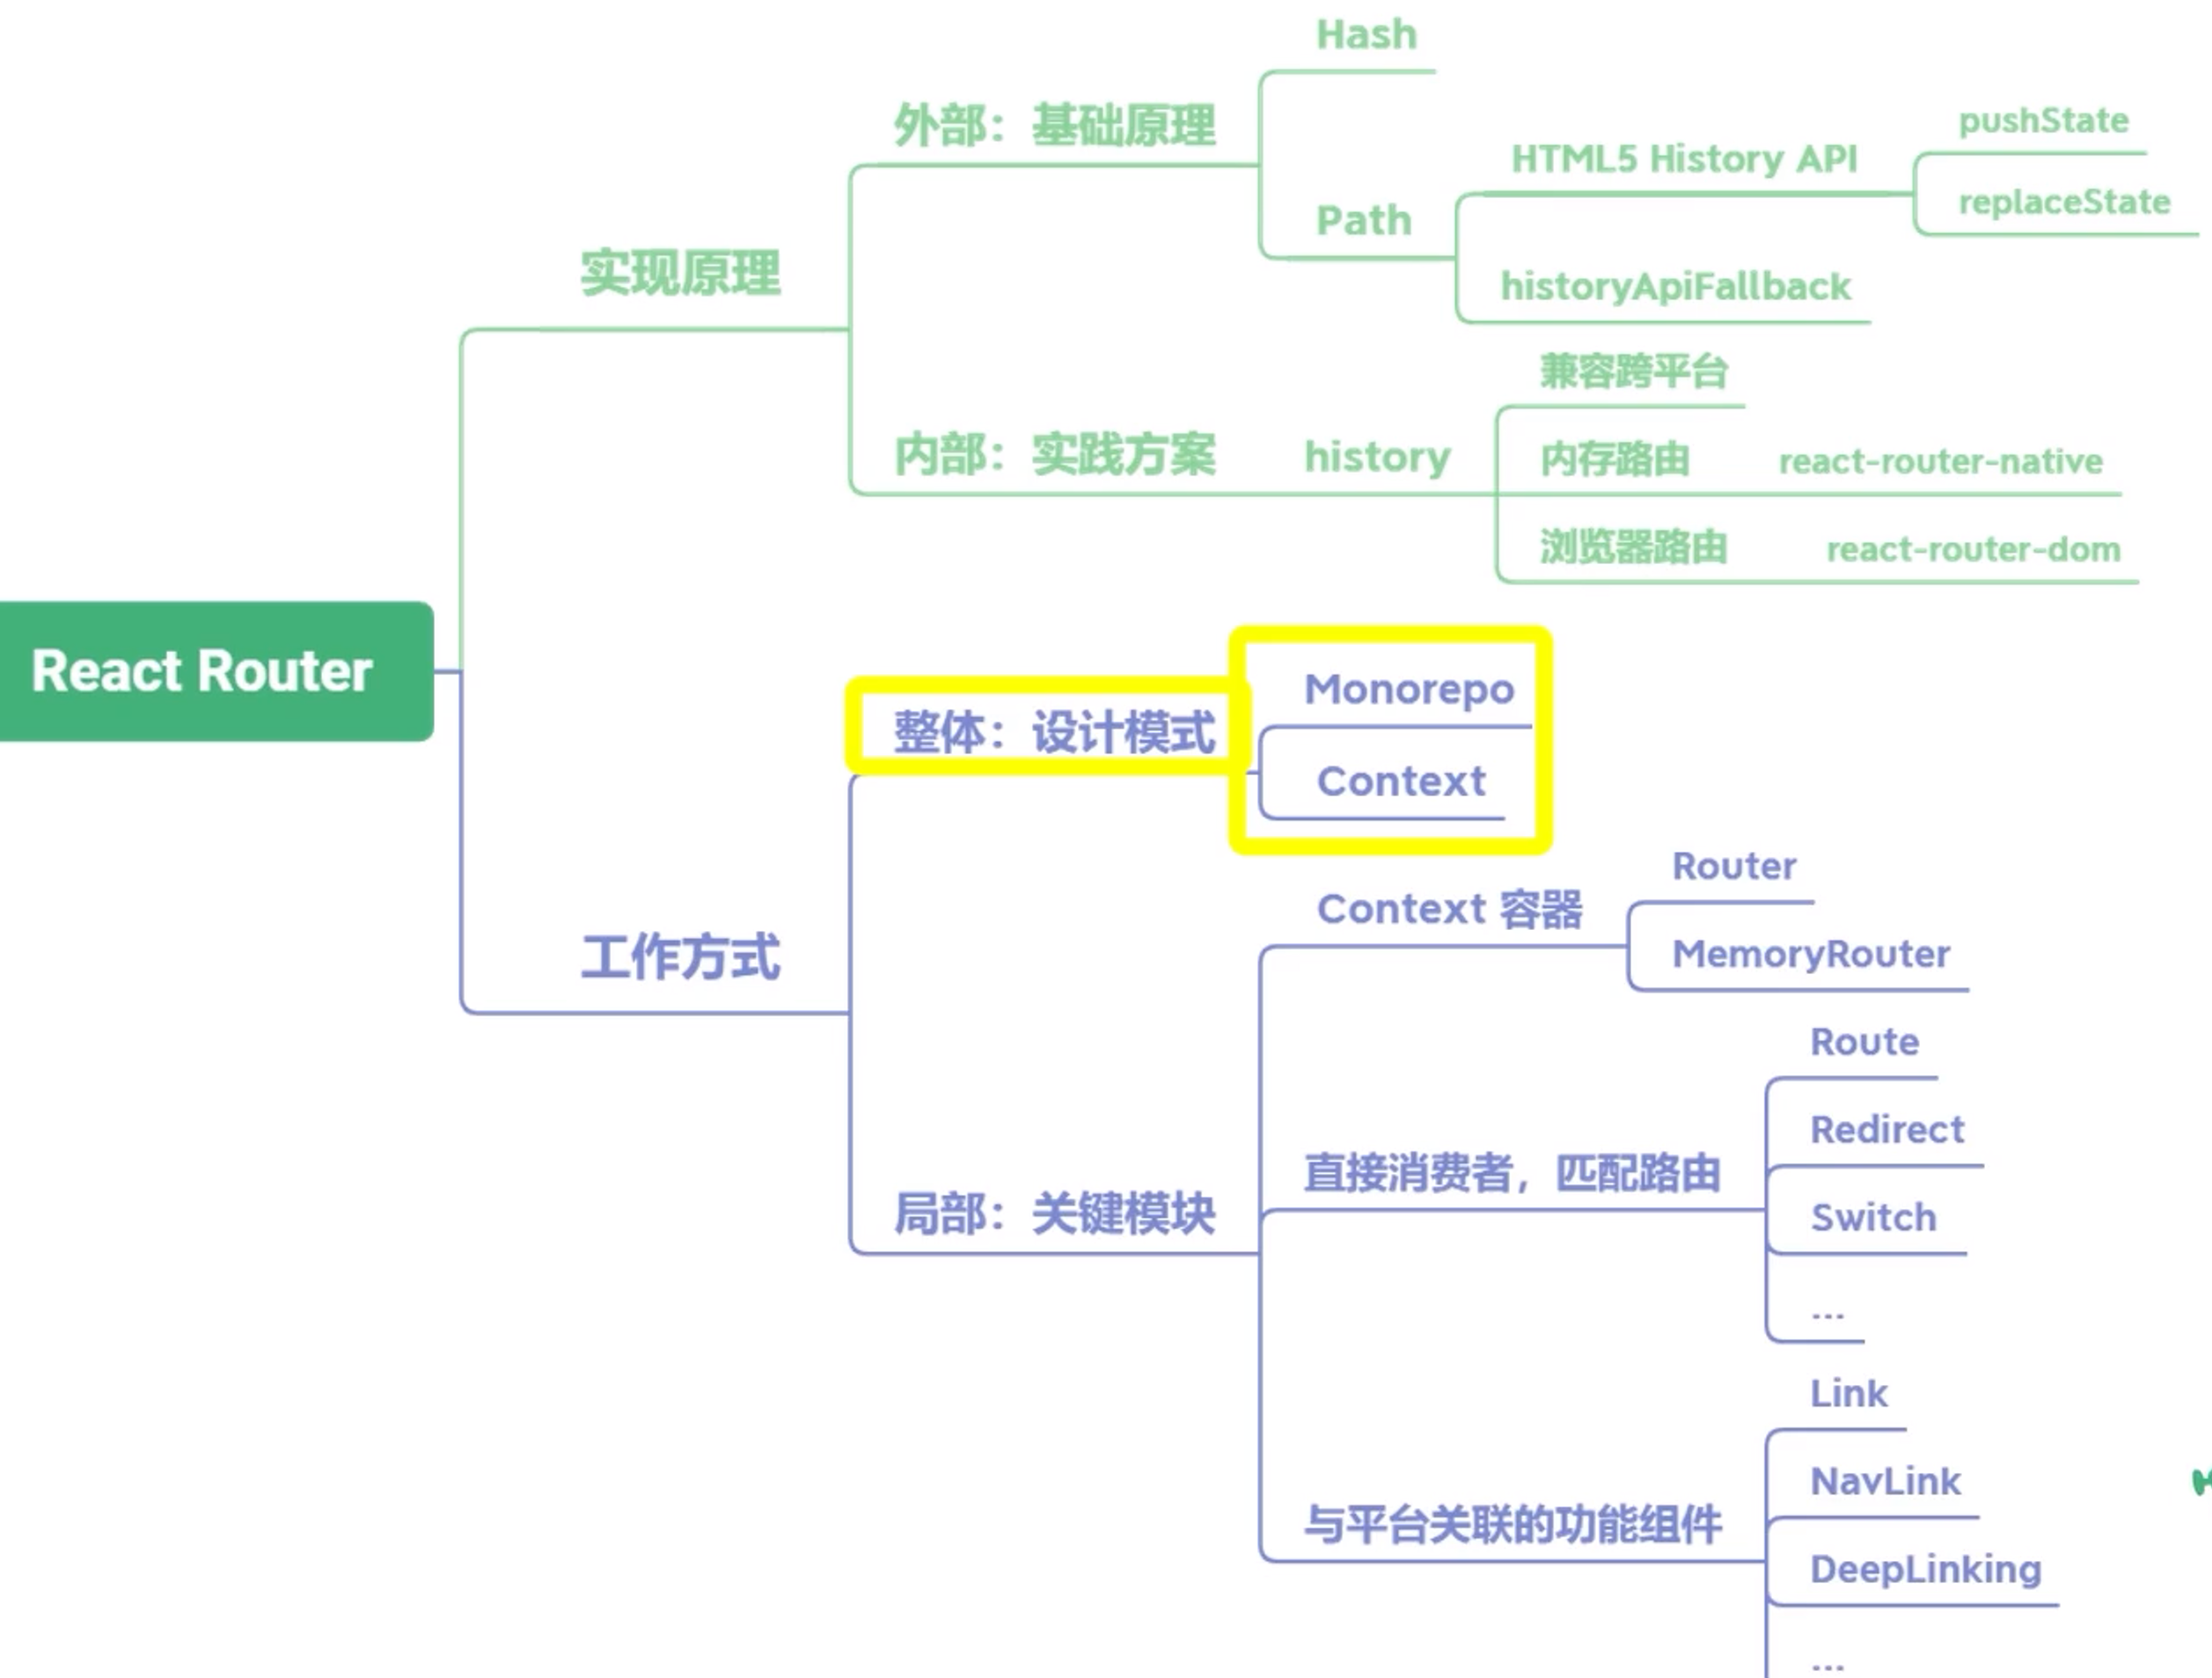 React Router
实现原理
外部：基础原理
Hash
Path
HTML5 History API
pushState
replaceState
historyApiFallback
内部：实践方案
history
兼容跨平台
内存路由
react-router-native
浏览器路由
react-router-dom
工作方式
整体：设计模式
Monorepo
Context
局部：关键模块
Context 容器
Router
MemoryRouter
直接消费者，匹配路由
Route
Redirect
Switch
...
与平台关联的功能组件
Link
NavLink
DeepLinking
...